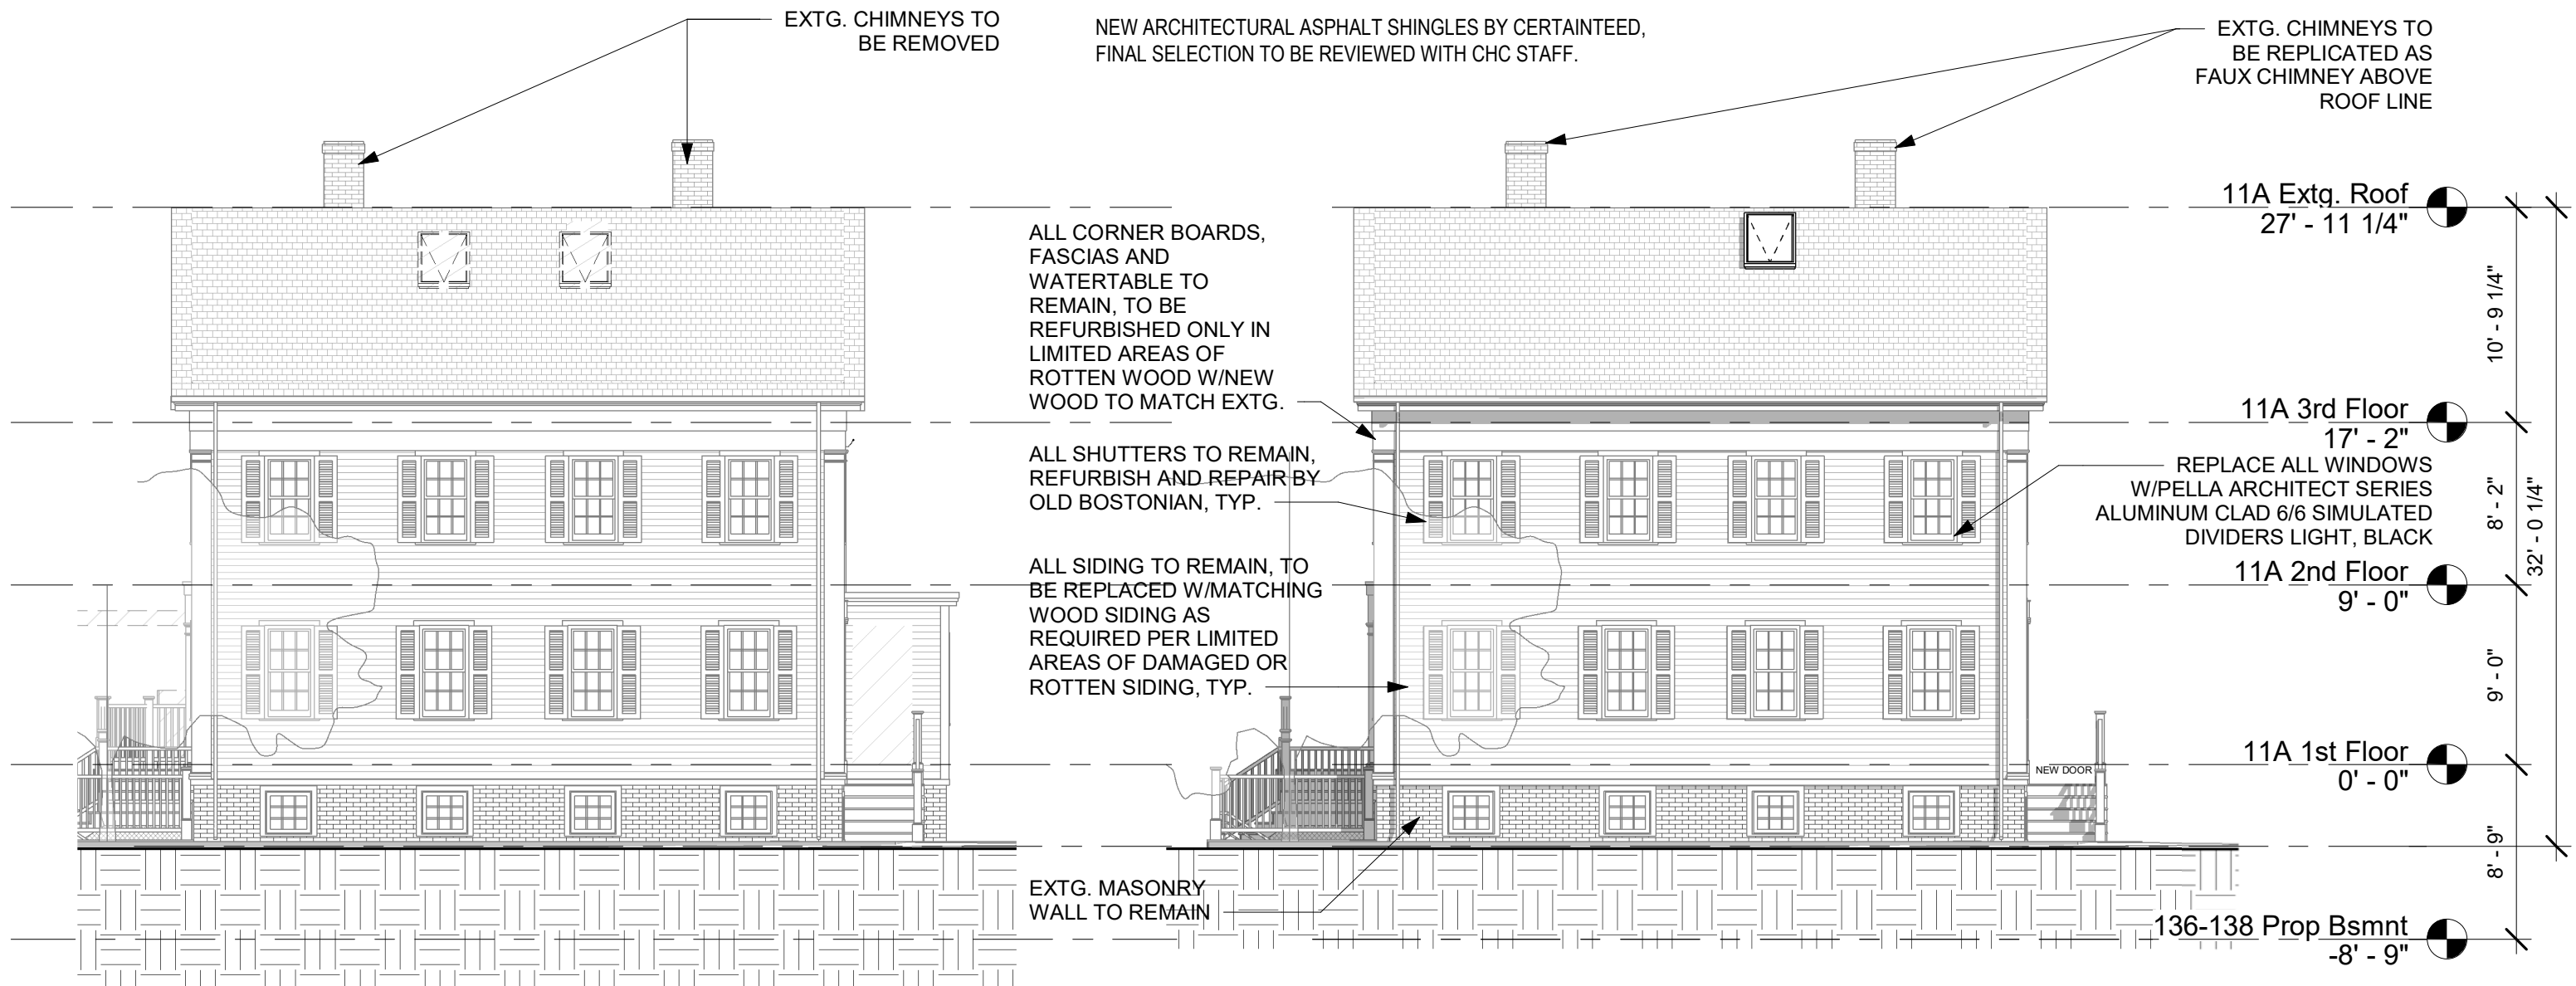 EXTG. CHIMNEYS TO
BE REMOVED
NEW ARCHITECTURAL ASPHALT SHINGLES BY CERTAINTEED,
FINAL SELECTION TO BE REVIEWED WITH CHC STAFF.
EXTG. CHIMNEYS TO
BE REPLICATED AS
FAUX CHIMNEY ABOVE
ROOF LINE
ALL CORNER BOARDS,
FASCIAS AND
WATERTABLE TO
REMAIN, TO BE
REFURBISHED ONLY IN
LIMITED AREAS OF
ROTTEN WOOD W/NEW
WOOD TO MATCH EXTG.
ALL SHUTTERS TO REMAIN,
REFURBISH AND REPAIR BY
OLD BOSTONIAN, TYP.
ALL SIDING TO REMAIN, TO
BE REPLACED W/MATCHING
WOOD SIDING AS
REQUIRED PER LIMITED
AREAS OF DAMAGED OR
ROTTEN SIDING, TYP.
EXTG. MASONRY
WALL TO REMAIN
11A Extg. Roof
27' - 11 1/4"
10' - 9 1/4"
11A 3rd Floor
17' - 2"
REPLACE ALL WINDOWS
W/PELLA ARCHITECT SERIES
ALUMINUM CLAD 6/6 SIMULATED
DIVIDERS LIGHT, BLACK
8' - 2"
32' - 0 1/4"
11A 2nd Floor
9' - 0"
9' - 0"
11A 1st Floor
0' - 0"
NEW DOOR
8' - 9"
136-138 Prop Bsmnt
-8' - 9"